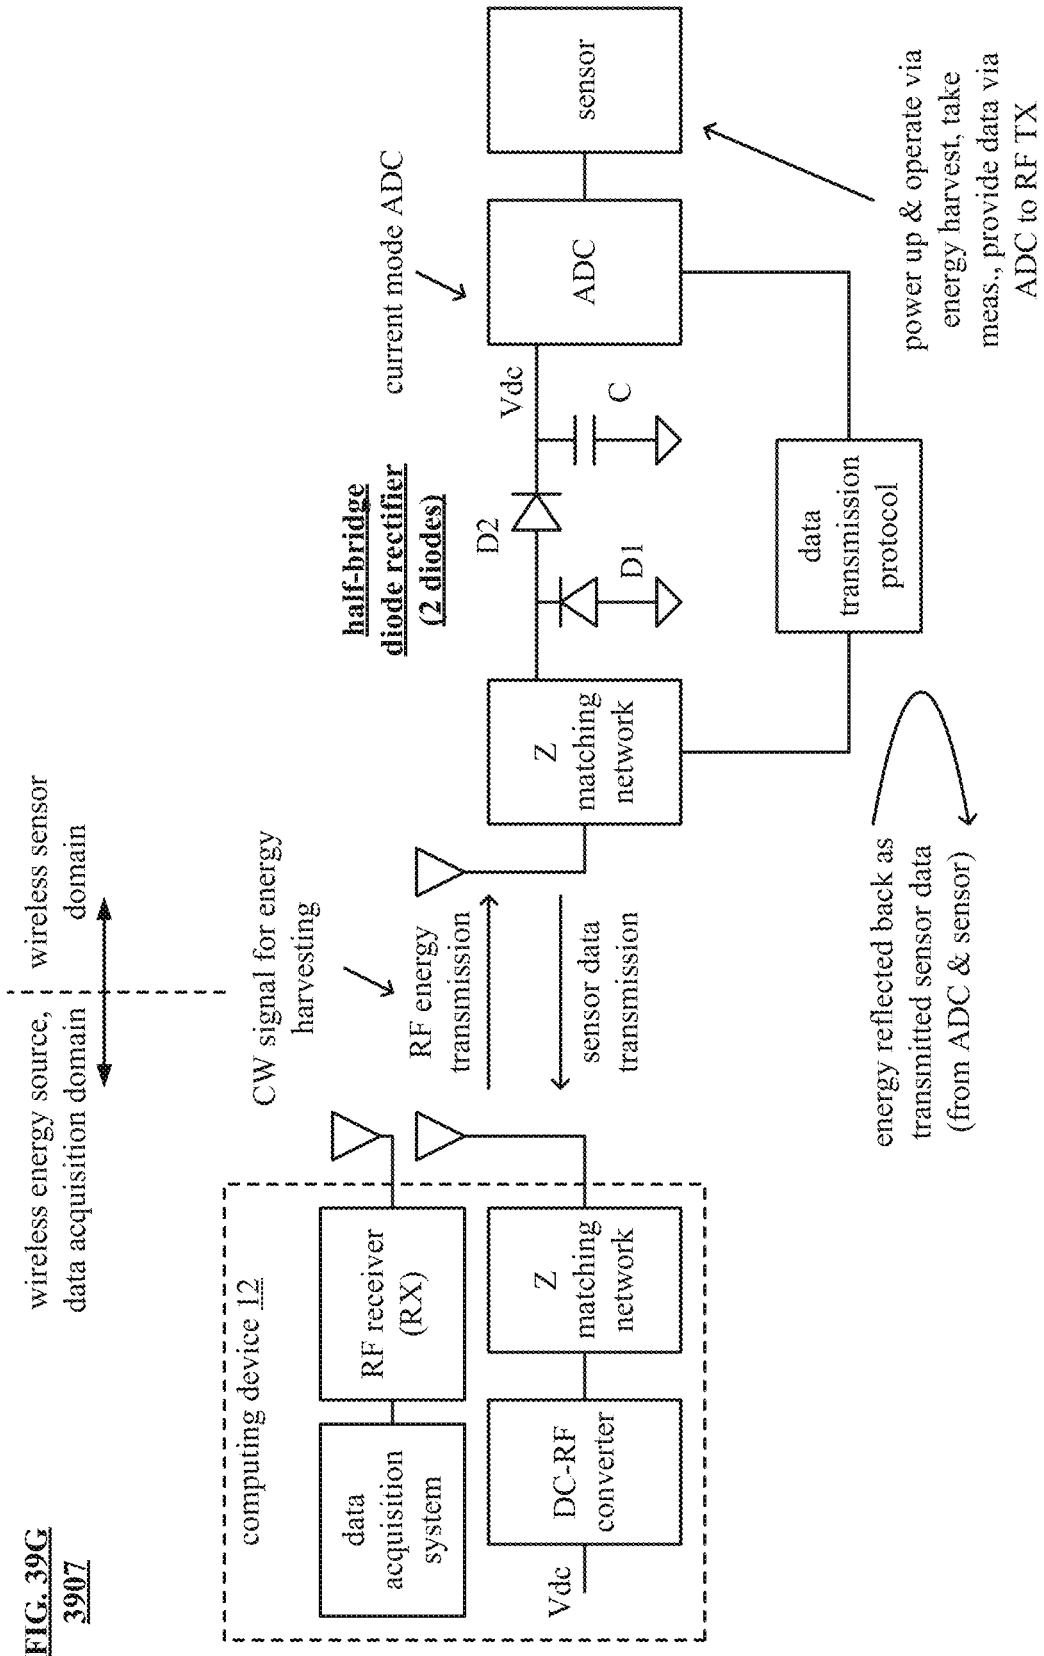 FIG. 39G
3907
wireless energy source,
data acquisition domain
wireless sensor
domain
computing device 12
data
acquisition
system
RF receiver
(RX)
Vdc
DC-RF
converter
Z
matching
network
CW signal for energy
harvesting
RF energy
transmission
sensor data
transmission
Z
matching
network
half-bridge
diode rectifier
(2 diodes)
D2
D1
Vdc
C
current mode ADC
ADC
sensor
data
transmission
protocol
energy reflected back as
transmitted sensor data
(from ADC & sensor)
power up & operate via
energy harvest, take
meas., provide data via
ADC to RF TX